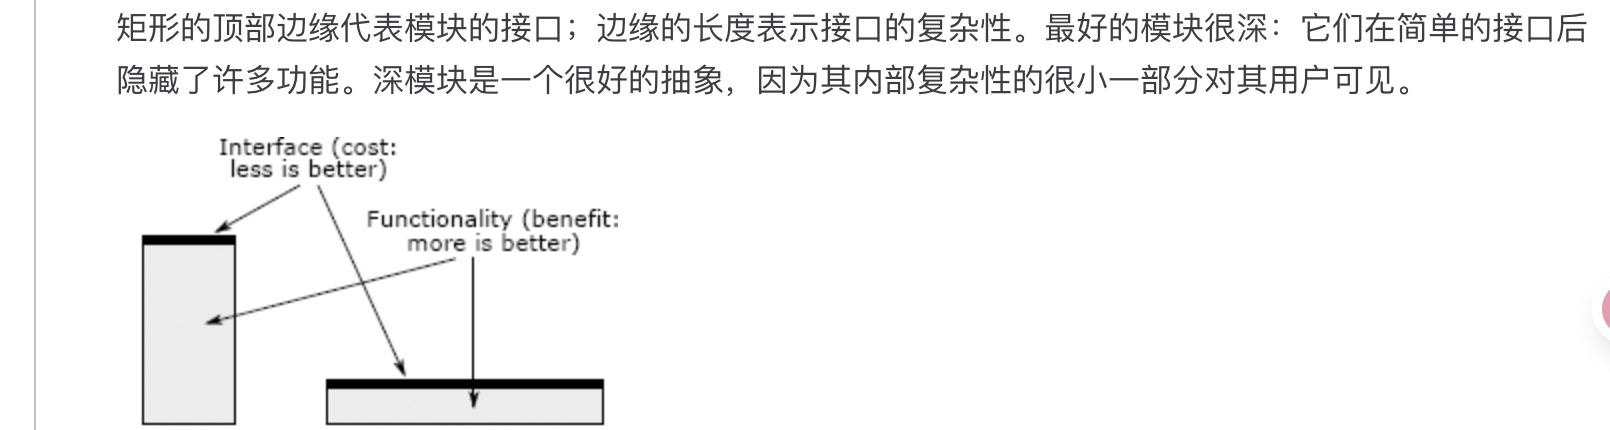 矩形的顶部边缘代表模块的接口；边缘的长度表示接口的复杂性。最好的模块很深：它们在简单的接口后
隐藏了许多功能。深模块是一个很好的抽象，因为其内部复杂性的很小一部分对其用户可见。
Interface (cost:
less is better)
Functionality (benefit:
more is better)